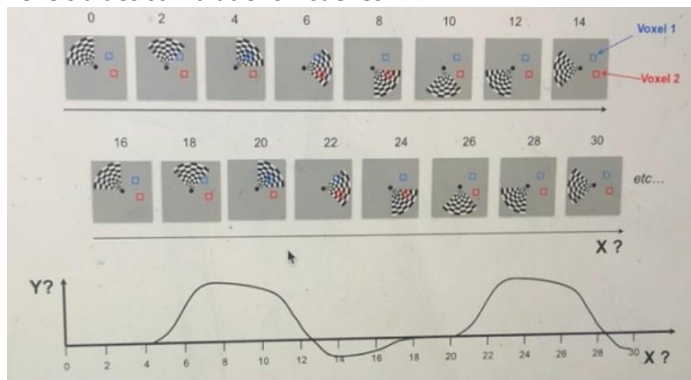 0 2 4 6 8 10 12 14
Voxel 1
Voxel 2
16 18 20 22 24 26 28 30
etc...
X ?
Y?
0 2 4 6 8 10 12 14 16 18 20 22 24 26 28 30
X ?